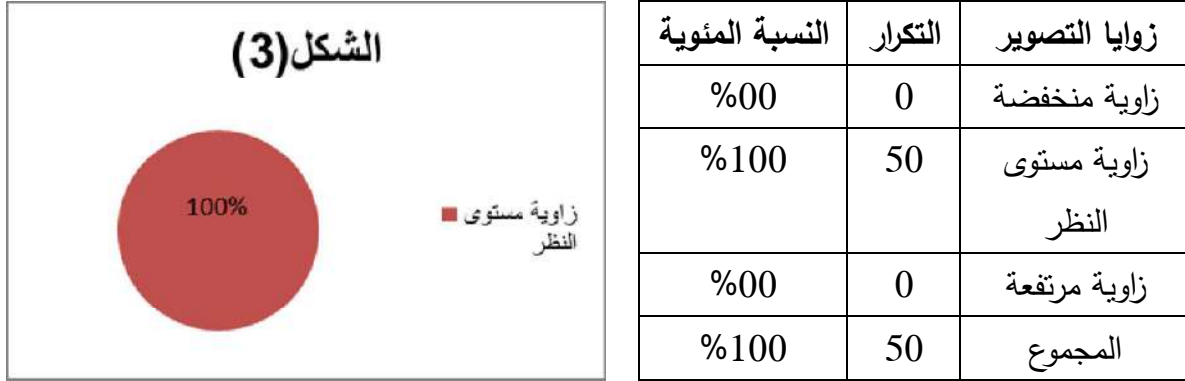 الشكل(3)
100%
زاوية مستوى
النظر
زوايا التصوير التكرار النسبة المئوية
زاوية منخفضة 0 %00
زاوية مستوى 50 %100
النظر
زاوية مرتفعة 0 %00
المجموع 50 %100